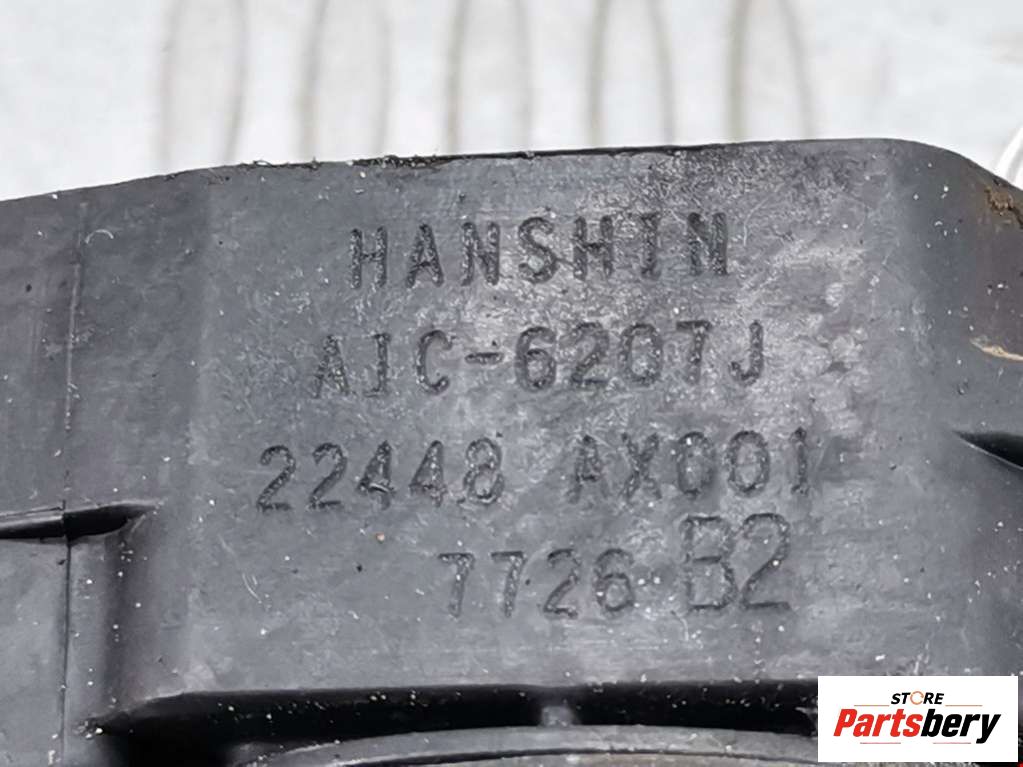 HANSHIN
AIC-6207J
22448 AX001
7726 B2
STORE
Partsbery